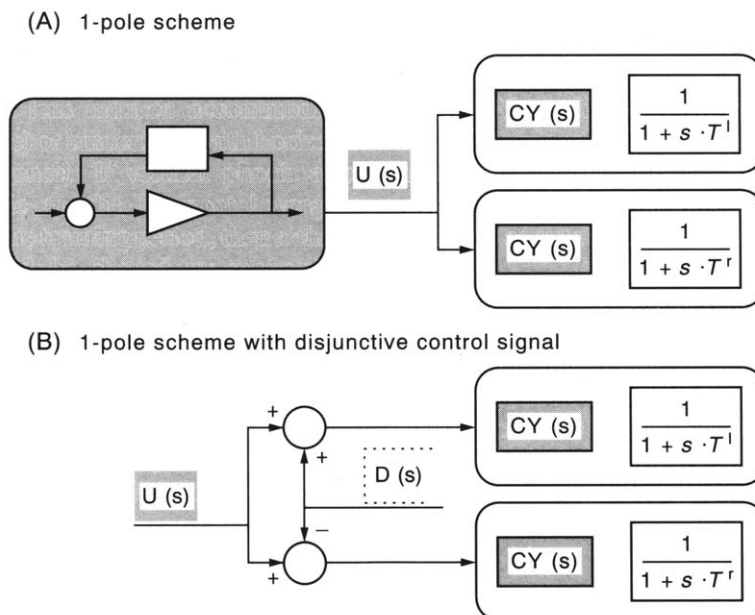 (A) 1-pole scheme
CY (s)
1
1 + s · T l
U (s)
CY (s)
1
1 + s · T r
(B) 1-pole scheme with disjunctive control signal
+
CY (s)
1
1 + s · T l
+
D (s)
U (s)
−
+
CY (s)
1
1 + s · T r